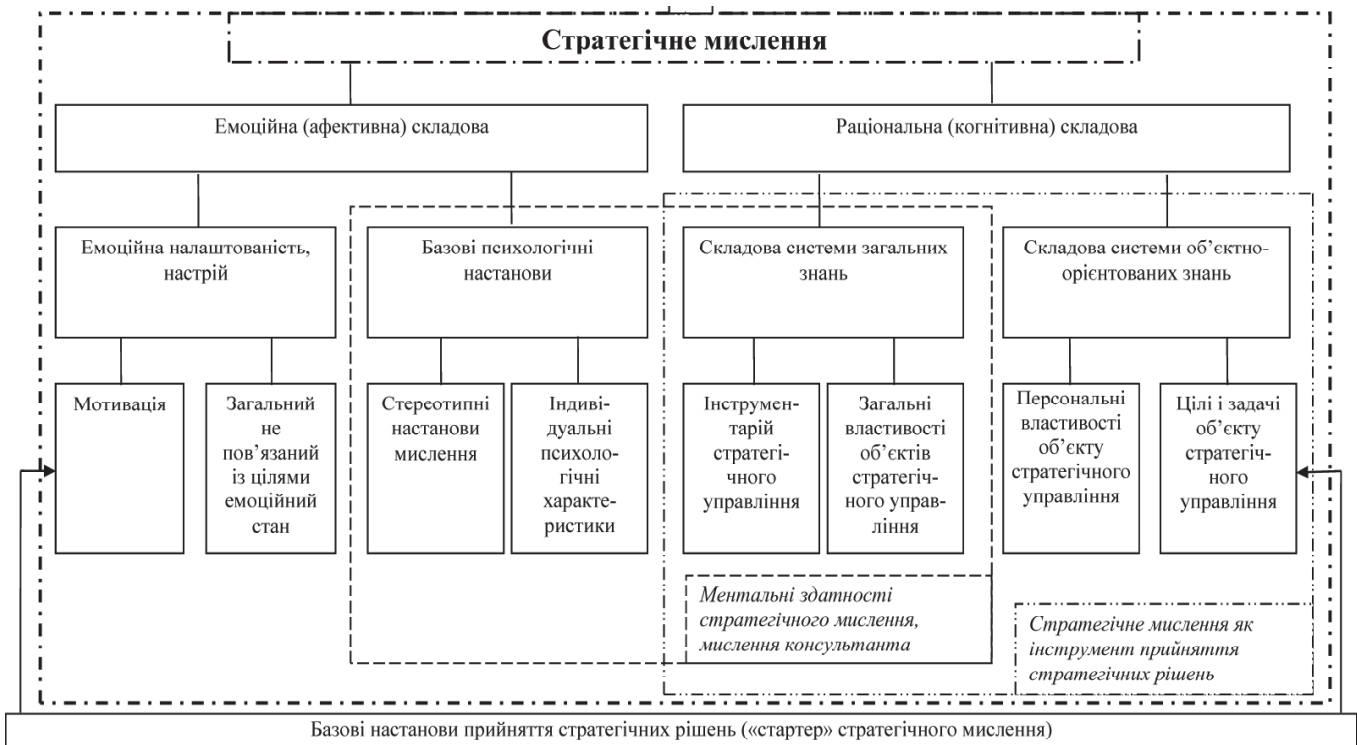 Стратегічне мислення
Емоційна (афективна) складова
Раціональна (когнітивна) складова
Емоційна налаштованість,
настрій
Базові психологічні
настанови
Складова системи загальних
знань
Складова системи об’єктно-
орієнтованих знань
Мотивація
Загальний
не
пов’язаний
із цілями
емоційний
стан
Стереотипні
настанови
мислення
Індиві-
дуальні
психоло-
гічні
характе-
ристики
Інструмен-
тарій
стратегі-
чного
управління
Загальні
властивості
об’єктів
стратегіч-
ного управ-
ління
Персональні
властивості
об’єкту
стратегічного
управління
Цілі і задачі
об’єкту
стратегіч-
ного
управління
Ментальні здатності
стратегічного мислення,
мислення консультанта
Стратегічне мислення як
інструмент прийняття
стратегічних рішень
Базові настанови прийняття стратегічних рішень («стартер» стратегічного мислення)